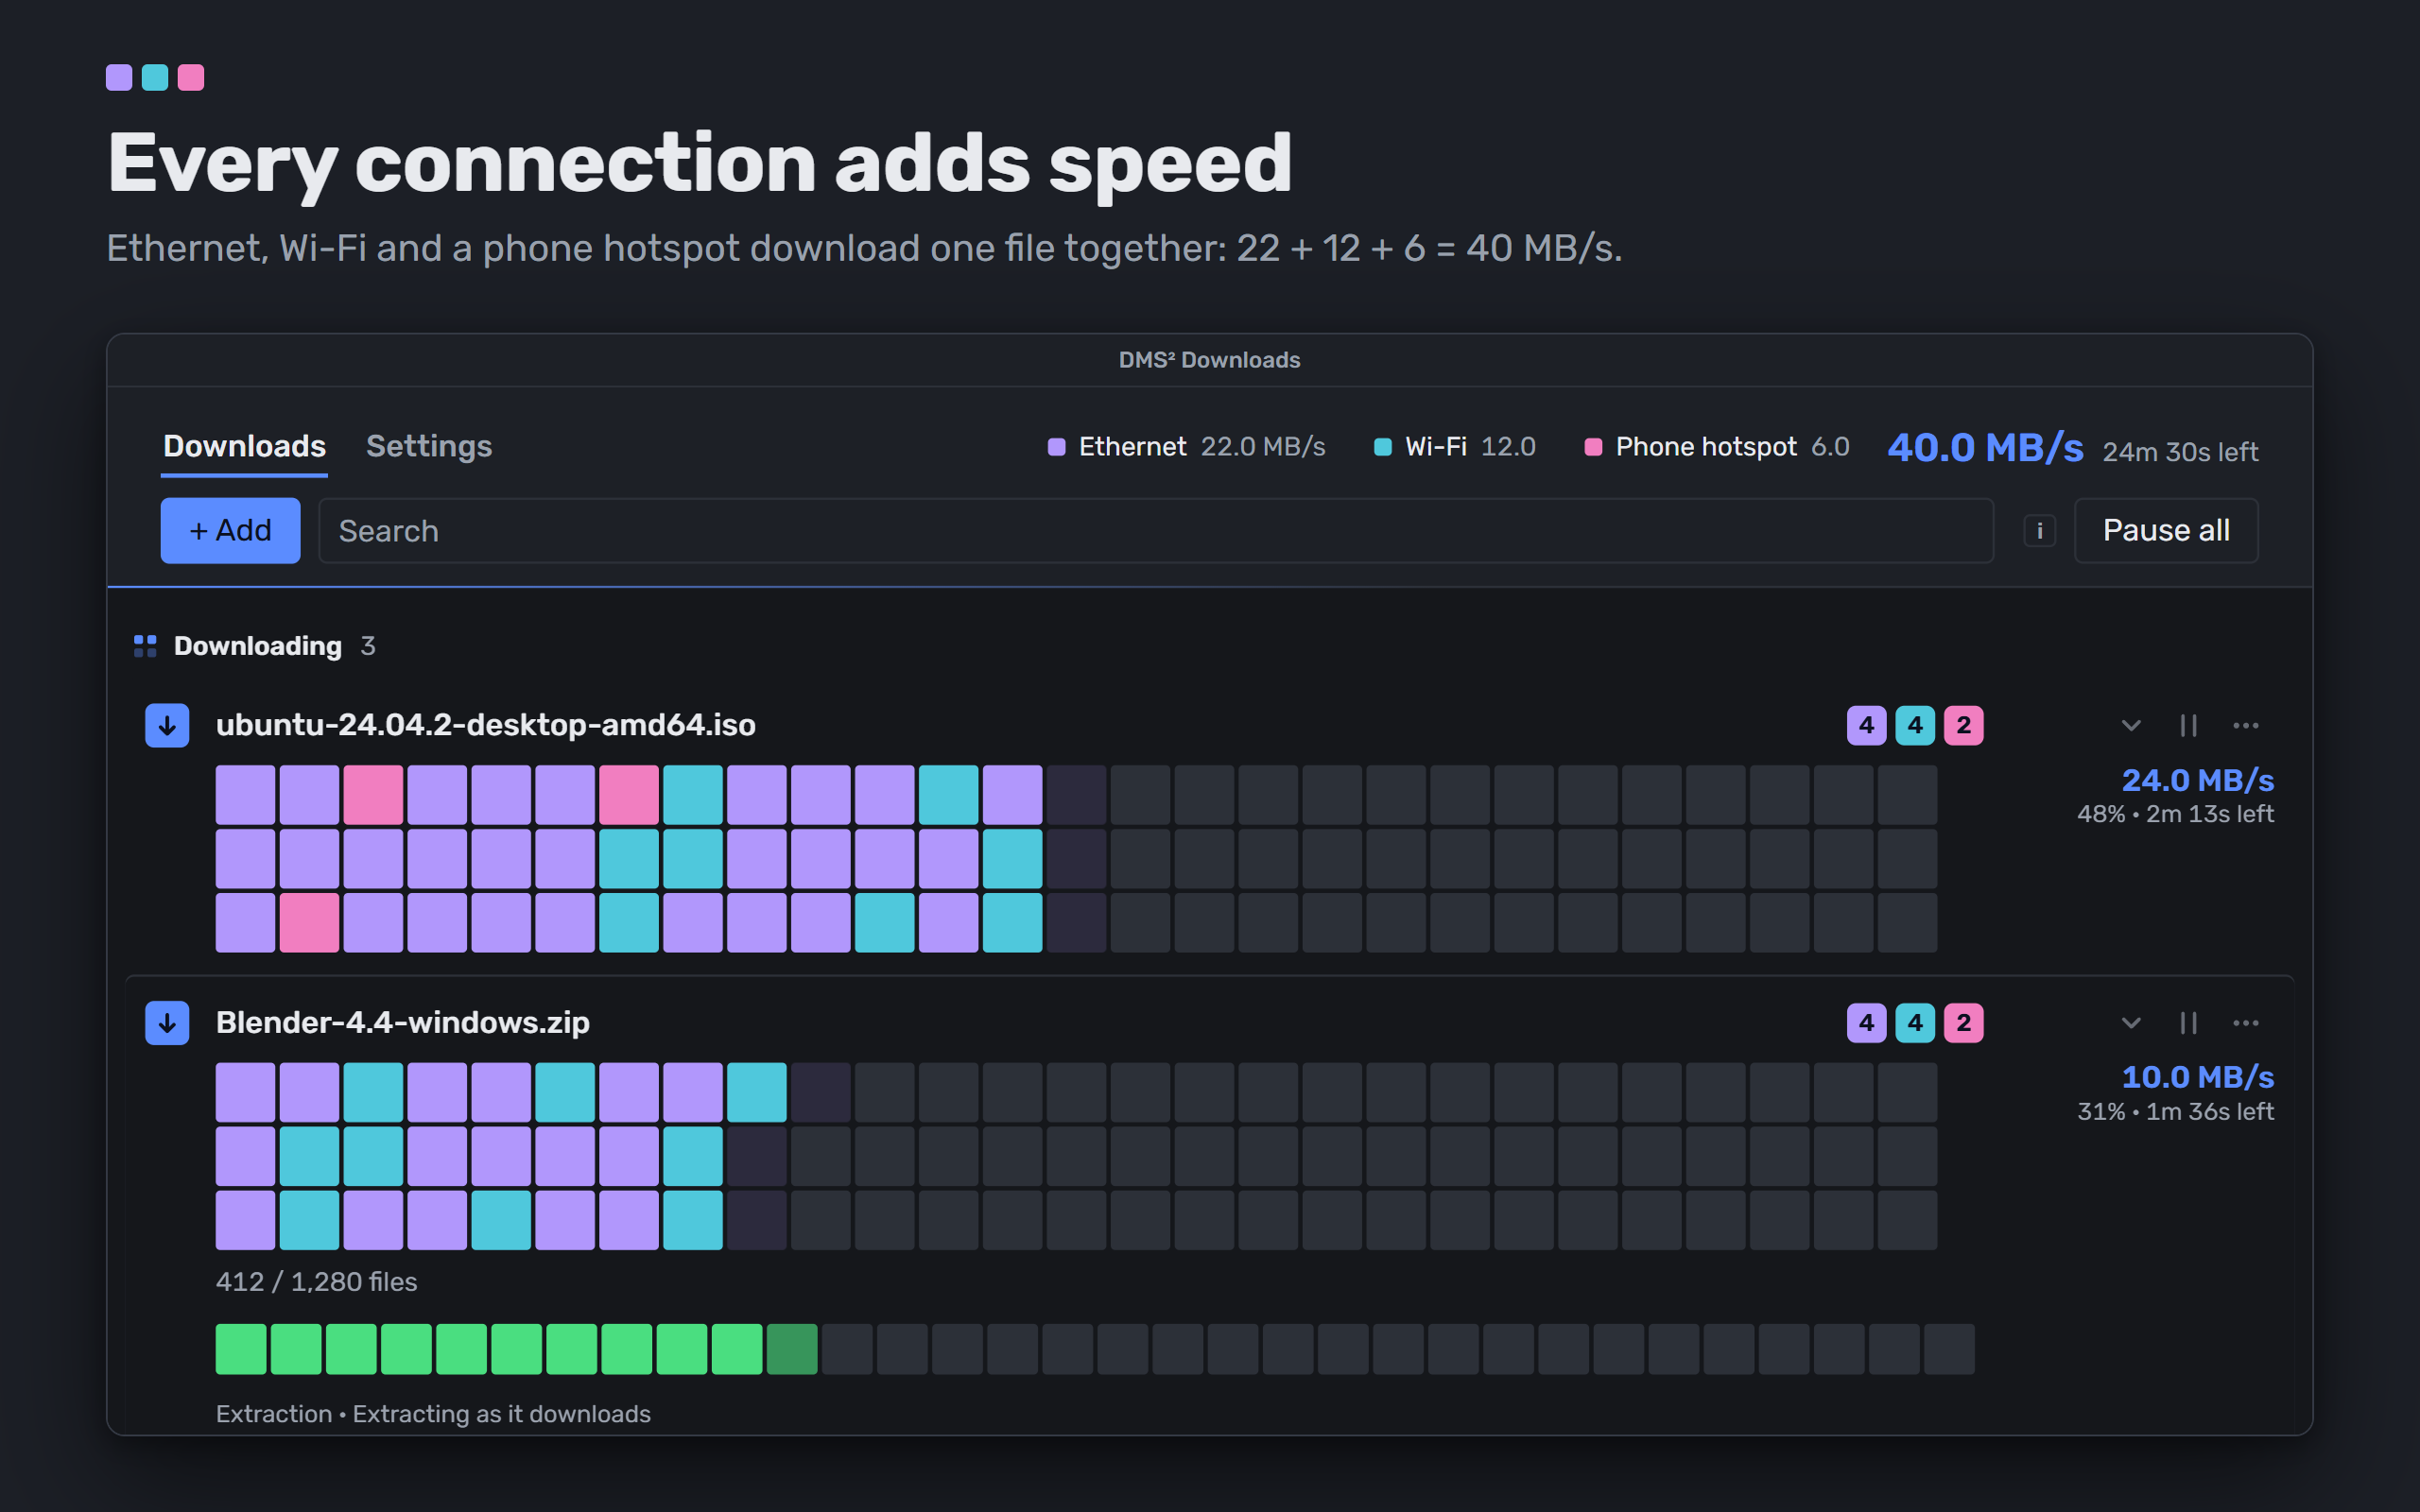 Every connection adds speed
Ethernet, Wi-Fi and a phone hotspot download one file together: 22 + 12 + 6 = 40 MB/s.
DMS² Downloads
Downloads Settings Ethernet 22.0 MB/s Wi-Fi 12.0 Phone hotspot 6.0 40.0 MB/s 24m 30s left
+ Add Search i Pause all
Downloading 3
ubuntu-24.04.2-desktop-amd64.iso 4 4 2
24.0 MB/s
48% • 2m 13s left
Blender-4.4-windows.zip 4 4 2
10.0 MB/s
31% • 1m 36s left
412 / 1,280 files
Extraction • Extracting as it downloads